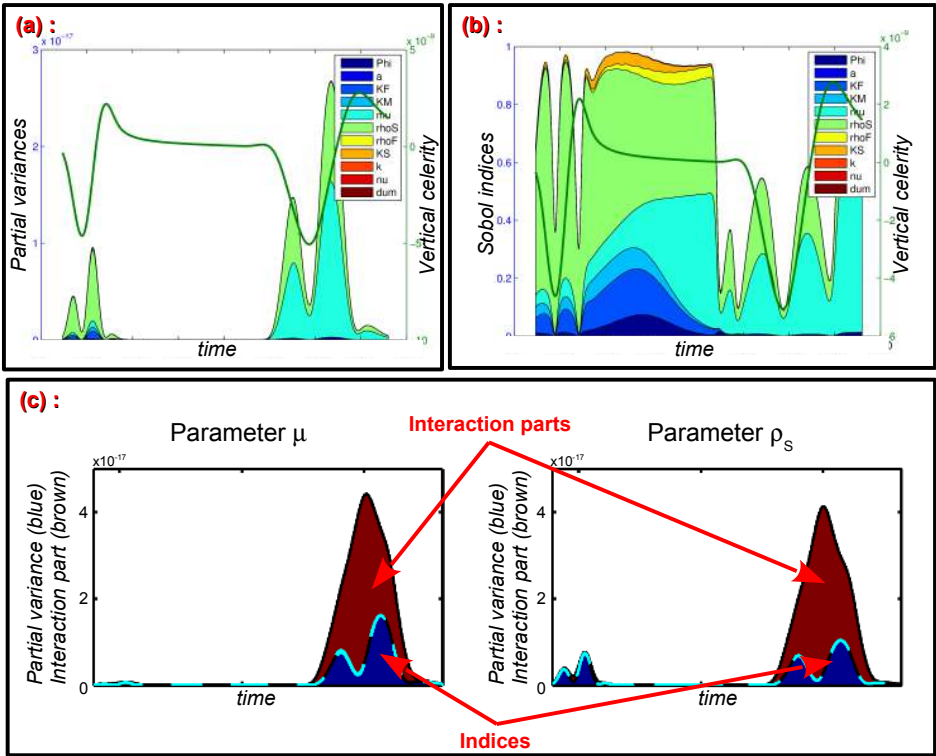 (a) :
x 10⁻¹⁷
x 10⁻⁹
3
2
1
0
5
0
-5
-10
Partial variances
Vertical celerity
time
Phi
a
KF
KM
mu
rhoS
rhoF
KS
k
nu
dum
(b) :
x 10⁻⁹
1
0.8
0.6
0.4
0.2
0
4
2
0
-2
-4
-6
Sobol indices
Vertical celerity
time
Phi
a
KF
KM
mu
rhoS
rhoF
KS
k
nu
dum
(c) :
Parameter μ
Interaction parts
Parameter ρS
x10⁻¹⁷
4
2
0
Partial variance (blue)
Interaction part (brown)
time
x10⁻¹⁷
4
2
0
Partial variance (blue)
Interaction part (brown)
time
Indices